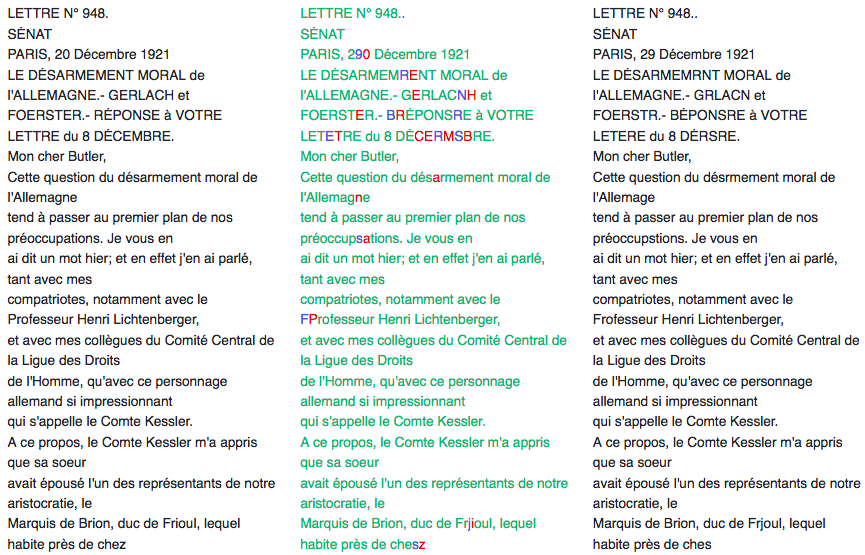 LETTRE N° 948.
SÉNAT
PARIS, 20 Décembre 1921
LE DÉSARMEMENT MORAL de
l'ALLEMAGNE.- GERLACH et
FOERSTER.- RÉPONSE à VOTRE
LETTRE du 8 DÉCEMBRE.
Mon cher Butler,
Cette question du désarmement moral de
l'Allemagne
tend à passer au premier plan de nos
préoccupations. Je vous en
ai dit un mot hier; et en effet j'en ai parlé,
tant avec mes
compatriotes, notamment avec le
Professeur Henri Lichtenberger,
et avec mes collègues du Comité Central de
la Ligue des Droits
de l'Homme, qu'avec ce personnage
allemand si impressionnant
qui s'appelle le Comte Kessler.
A ce propos, le Comte Kessler m'a appris
que sa soeur
avait épousé l'un des représentants de notre
aristocratie, le
Marquis de Brion, duc de Frioul, lequel
habite près de chez
LETTRE N° 948..
SÉNAT
PARIS, 290 Décembre 1921
LE DÉSARMEMRENT MORAL de
l'ALLEMAGNE.- GERLACNH et
FOERSTER.- BRÉPONSRE à VOTRE
LETETRE du 8 DÉCERMSBRE.
Mon cher Butler,
Cette question du désarmement moral de
l'Allemagne
tend à passer au premier plan de nos
préoccupsations. Je vous en
ai dit un mot hier; et en effet j'en ai parlé,
tant avec mes
compatriotes, notamment avec le
FProfesseur Henri Lichtenberger,
et avec mes collègues du Comité Central de
la Ligue des Droits
de l'Homme, qu'avec ce personnage
allemand si impressionnant
qui s'appelle le Comte Kessler.
A ce propos, le Comte Kessler m'a appris
que sa soeur
avait épousé l'un des représentants de notre
aristocratie, le
Marquis de Brion, duc de Frjioul, lequel
habite près de chesz
LETTRE N° 948..
SÉNAT
PARIS, 29 Décembre 1921
LE DÉSARMEMRNT MORAL de
l'ALLEMAGNE.- GRLACN et
FOERSTR.- BÉPONSRE à VOTRE
LETERE du 8 DÉRSRE.
Mon cher Butler,
Cette question du désrmement moral de
l'Allemage
tend à passer au premier plan de nos
préoccupstions. Je vous en
ai dit un mot hier; et en effet j'en ai parlé,
tant avec mes
compatriotes, notamment avec le
Frofesseur Henri Lichtenberger,
et avec mes collègues du Comité Central de
la Ligue des Droits
de l'Homme, qu'avec ce personnage
allemand si impressionnant
qui s'appelle le Comte Kessler.
A ce propos, le Comte Kessler m'a appris
que sa soeur
avait épousé l'un des représentants de notre
aristocratie, le
Marquis de Brion, duc de Frjoul, lequel
habite près de ches